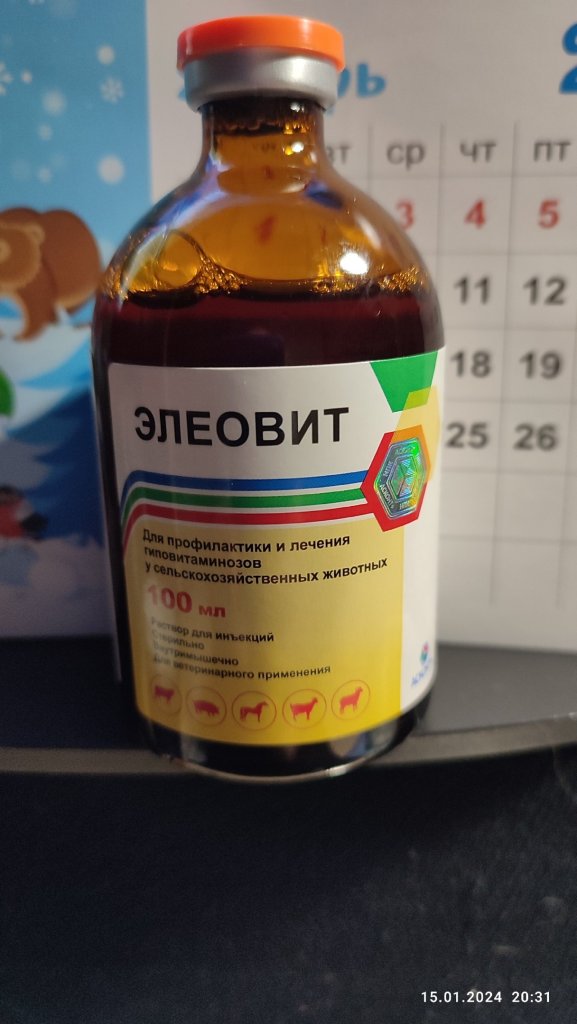 ср чт пт
3 4 5
11 12
18 19
25 26
ЭЛЕОВИТ
Для профилактики и лечения
гиповитаминозов
у сельскохозяйственных животных
100 мл
Раствор для инъекций
Стерильно
Внутримышечно
Для ветеринарного применения
15.01.2024 20:31